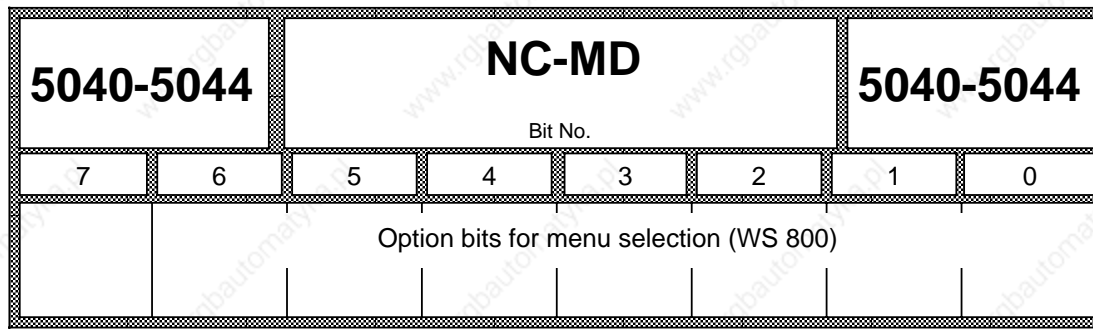 5040-5044 NC-MD 5040-5044
Bit No.
7 6 5 4 3 2 1 0
Option bits for menu selection (WS 800)